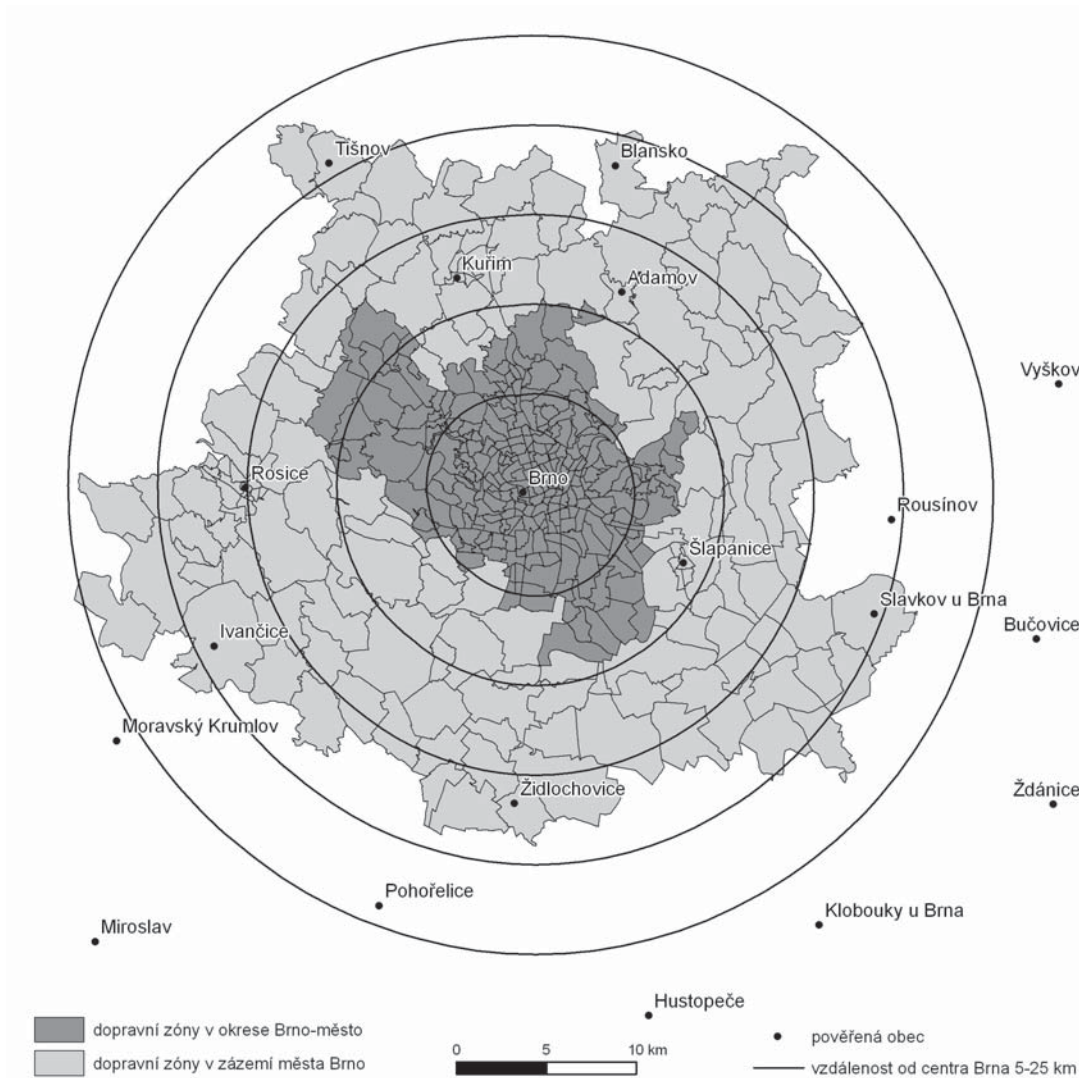 Tišnov
Blansko
Kuřim
Adamov
Vyškov
Rosice
Brno
Rousínov
Šlapanice
Slavkov u Brna
Bučovice
Ivančice
Moravský Krumlov
Židlochovice
Ždánice
Pohořelice
Klobouky u Brna
Miroslav
Hustopeče
dopravní zóny v okrese Brno-město
dopravní zóny v zázemí města Brno
0 5 10 km
pověřená obec
vzdálenost od centra Brna 5-25 km